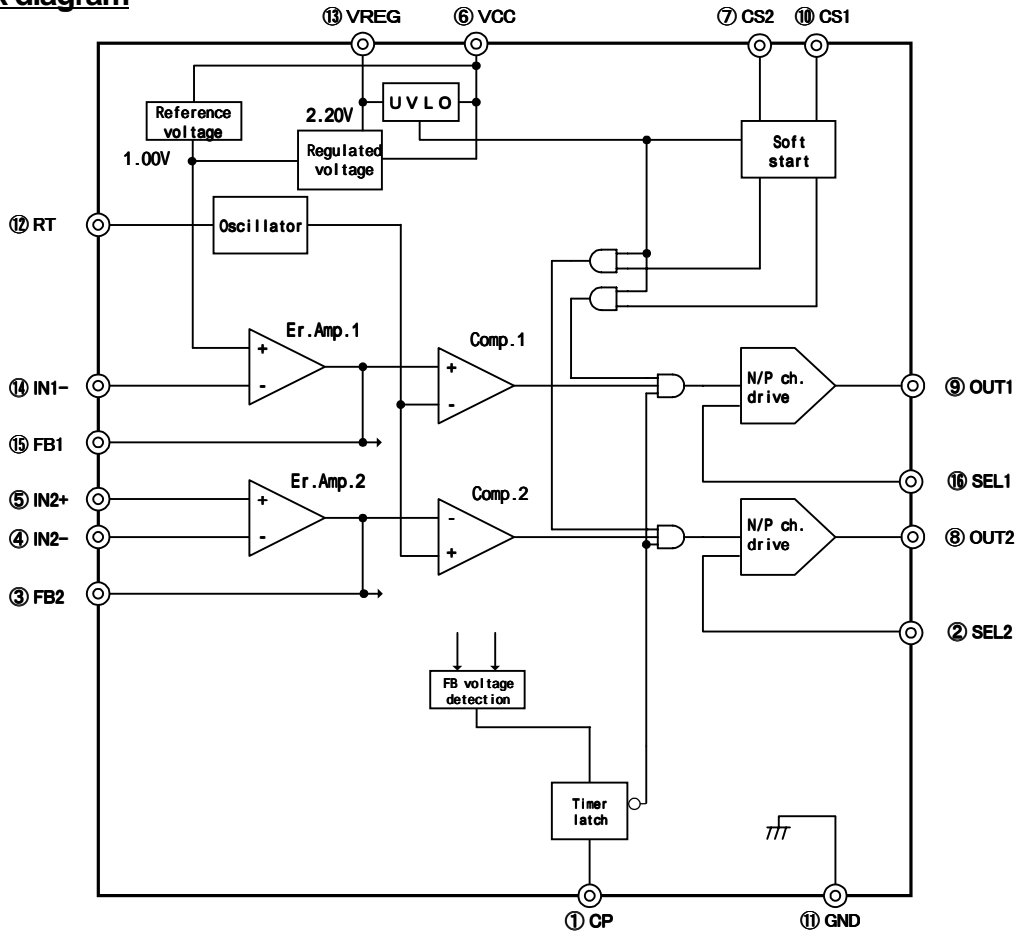 diagram
⑬ VREG
⑥ VCC
⑦ CS2
⑩ CS1
Reference voltage
UVLO
2.20V
1.00V
Regulated voltage
Soft start
⑫ RT
Oscillator
Er.Amp.1
+
-
Comp.1
+
-
N/P ch. drive
⑭ IN1-
⑨ OUT1
⑮ FB1
⑯ SEL1
Er.Amp.2
+
-
Comp.2
-
+
N/P ch. drive
⑤ IN2+
④ IN2-
⑧ OUT2
③ FB2
② SEL2
FB voltage detection
Timer latch
① CP
⑪ GND